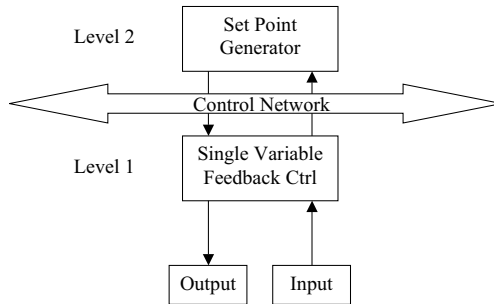 Level 2
Set Point
Generator
Control Network
Level 1
Single Variable
Feedback Ctrl
Output
Input